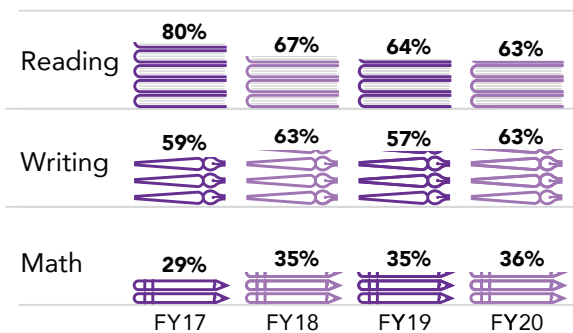 80% 67% 64% 63%
Reading
59% 63% 57% 63%
Writing
Math 29% 35% 35% 36%
FY17 FY18 FY19 FY20